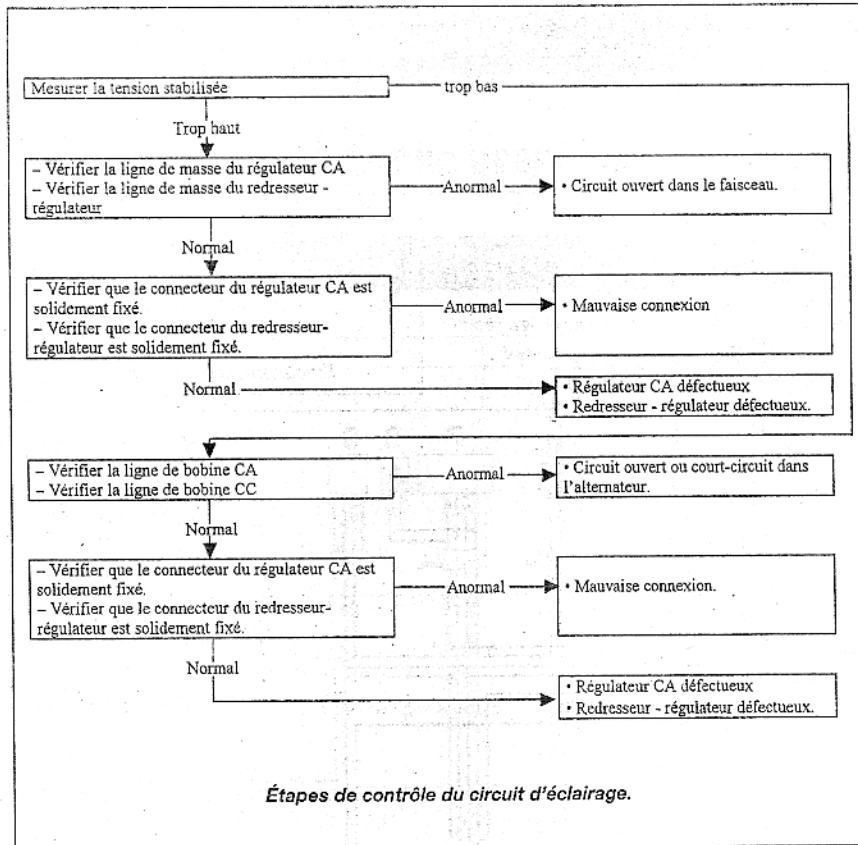 Mesurer la tension stabilisée
trop bas
Trop haut
– Vérifier la ligne de masse du régulateur CA
– Vérifier la ligne de masse du redresseur -
régulateur
Anormal
• Circuit ouvert dans le faisceau.
Normal
– Vérifier que le connecteur du régulateur CA est
solidement fixé.
– Vérifier que le connecteur du redresseur-
régulateur est solidement fixé.
Anormal
• Mauvaise connexion
Normal
• Régulateur CA défectueux
• Redresseur - régulateur défectueux.
– Vérifier la ligne de bobine CA
– Vérifier la ligne de bobine CC
Anormal
• Circuit ouvert ou court-circuit dans
l'alternateur.
Normal
– Vérifier que le connecteur du régulateur CA est
solidement fixé.
– Vérifier que le connecteur du redresseur-
régulateur est solidement fixé.
Anormal
• Mauvaise connexion.
Normal
• Régulateur CA défectueux
• Redresseur - régulateur défectueux.
Étapes de contrôle du circuit d'éclairage.